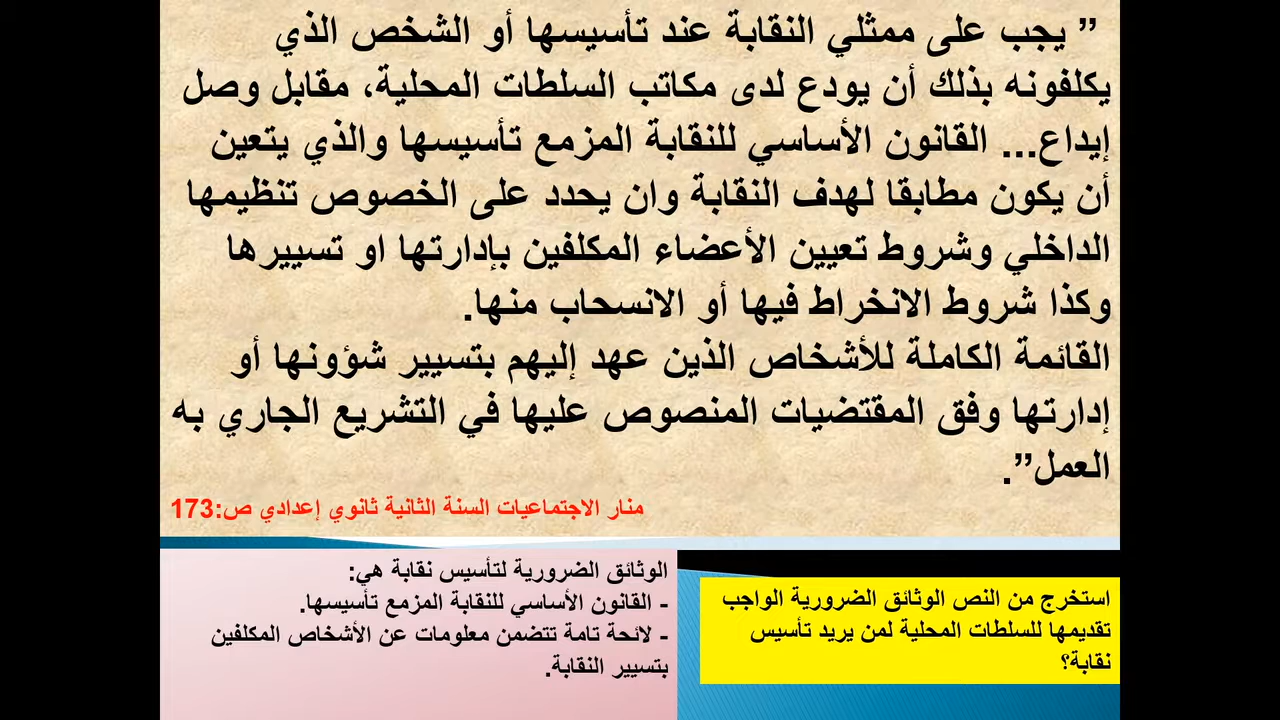 ” يجب على ممثلي النقابة عند تأسيسها أو الشخص الذي
يكلفونه بذلك أن يودع لدى مكاتب السلطات المحلية، مقابل وصل
إيداع... القانون الأساسي للنقابة المزمع تأسيسها والذي يتعين
أن يكون مطابقا لهدف النقابة وان يحدد على الخصوص تنظيمها
الداخلي وشروط تعيين الأعضاء المكلفين بإدارتها او تسييرها
وكذا شروط الانخراط فيها أو الانسحاب منها.
القائمة الكاملة للأشخاص الذين عهد إليهم بتسيير شؤونها أو
إدارتها وفق المقتضيات المنصوص عليها في التشريع الجاري به
العمل”.
منار الاجتماعيات السنة الثانية ثانوي إعدادي ص:173
استخرج من النص الوثائق الضرورية الواجب
تقديمها للسلطات المحلية لمن يريد تأسيس
نقابة؟
الوثائق الضرورية لتأسيس نقابة هي:
- القانون الأساسي للنقابة المزمع تأسيسها.
- لائحة تامة تتضمن معلومات عن الأشخاص المكلفين
بتسيير النقابة.